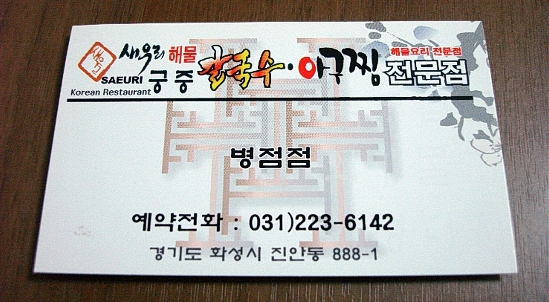 해물요리 전문점
새우리 해물
SAEURI 궁중 칼국수·아구찜 전문점
Korean Restaurant
병점점
예약전화 : 031)223-6142
경기도 화성시 진안동 888-1